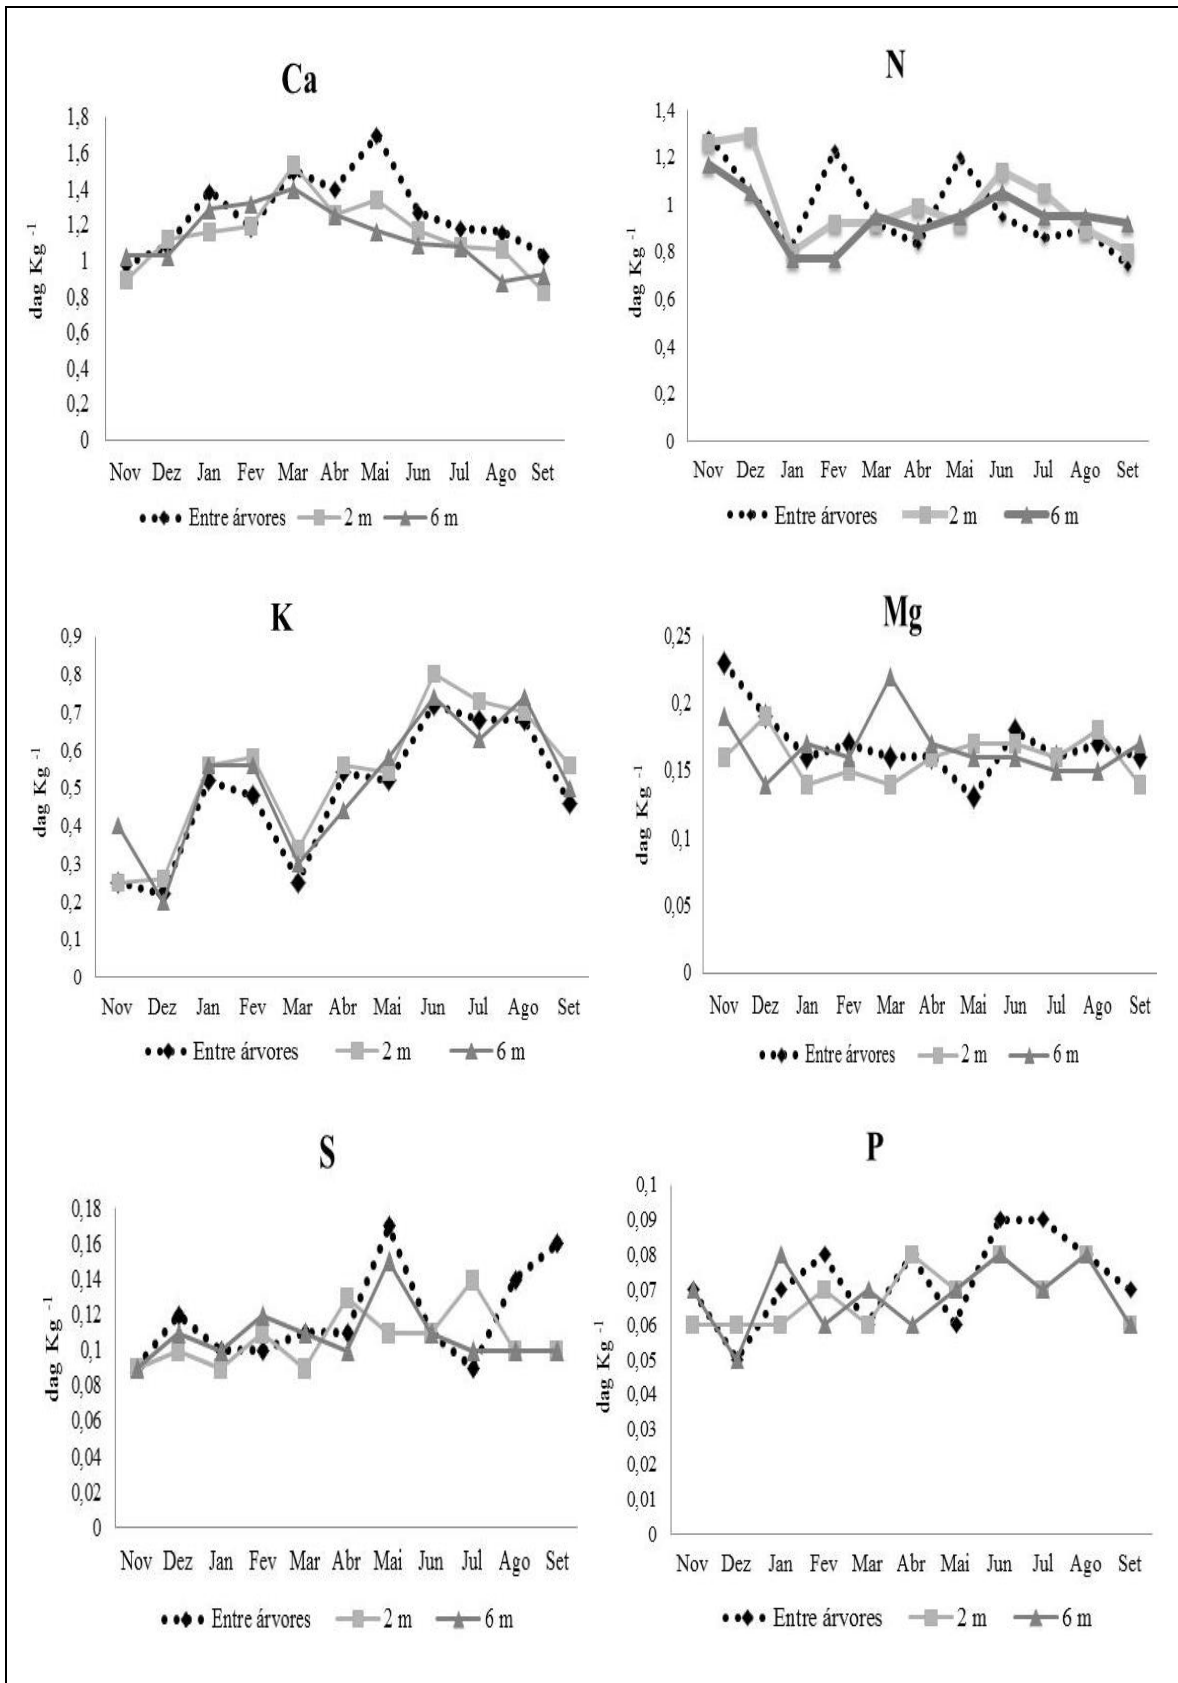 Ca
1,8
1,6
1,4
1,2
1
0,8
0,6
0,4
0,2
0
dag Kg -1
Nov Dez Jan Fev Mar Abr Mai Jun Jul Ago Set
Entre árvores 2 m 6 m
N
1,4
1,2
1
0,8
0,6
0,4
0,2
0
dag Kg -1
Nov Dez Jan Fev Mar Abr Mai Jun Jul Ago Set
Entre árvores 2 m 6 m
K
0,9
0,8
0,7
0,6
0,5
0,4
0,3
0,2
0,1
0
dag Kg -1
Nov Dez Jan Fev Mar Abr Mai Jun Jul Ago Set
Entre árvores 2 m 6 m
Mg
0,25
0,2
0,15
0,1
0,05
0
dag Kg -1
Nov Dez Jan Fev Mar Abr Mai Jun Jul Ago Set
Entre árvores 2 m 6 m
S
0,18
0,16
0,14
0,12
0,1
0,08
0,06
0,04
0,02
0
dag Kg -1
Nov Dez Jan Fev Mar Abr Mai Jun Jul Ago Set
Entre árvores 2 m 6 m
P
0,1
0,09
0,08
0,07
0,06
0,05
0,04
0,03
0,02
0,01
0
dag Kg -1
Nov Dez Jan Fev Mar Abr Mai Jun Jul Ago Set
Entre árvores 2 m 6 m